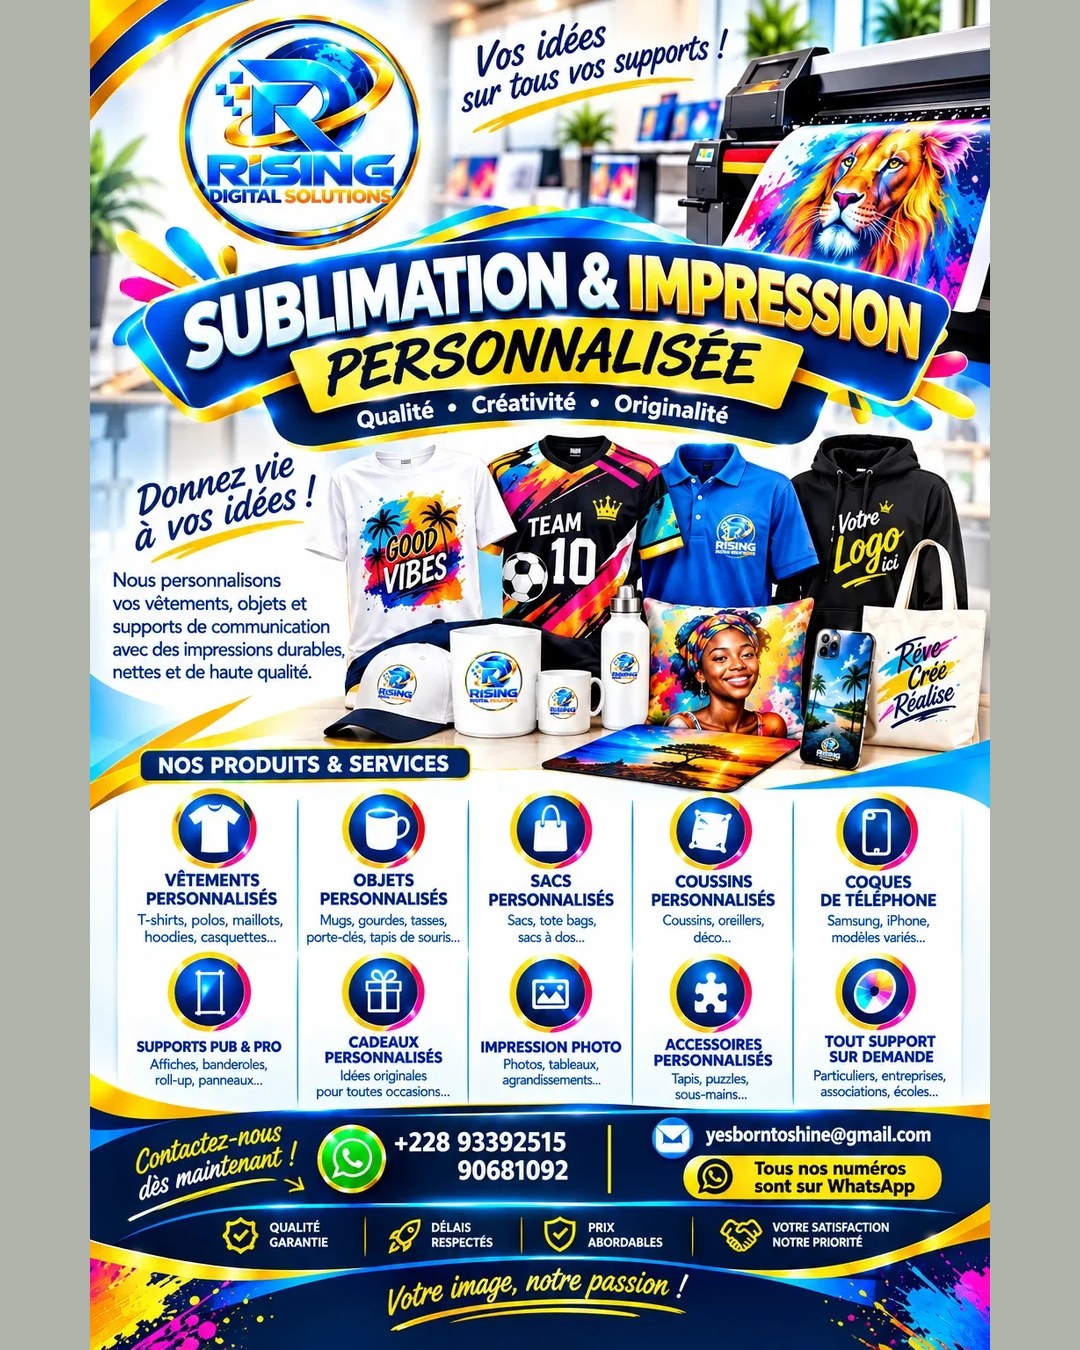 RISING
DIGITAL SOLUTIONS
Vos idées
sur tous vos supports !
SUBLIMATION & IMPRESSION
PERSONNALISÉE
Qualité • Créativité • Originalité
Donnez vie
à vos idées !
Nous personnalisons
vos vêtements, objets et
supports de communication
avec des impressions durables,
nettes et de haute qualité.
GOOD
VIBES
TEAM
10
RISING
Votre
Logo
ici
RISING
RISING
DIGITAL SOLUTIONS
RISING
Rêve
Créé
Réalise
NOS PRODUITS & SERVICES
VÊTEMENTS
PERSONNALISÉS
T-shirts, polos, maillots,
hoodies, casquettes...
OBJETS
PERSONNALISÉS
Mugs, gourdes, tasses,
porte-clés, tapis de souris...
SACS
PERSONNALISÉS
Sacs, tote bags,
sacs à dos...
COUSSINS
PERSONNALISÉS
Coussins, oreillers,
déco...
COQUES
DE TÉLÉPHONE
Samsung, iPhone,
modèles variés...
SUPPORTS PUB & PRO
Affiches, banderoles,
roll-up, panneaux...
CADEAUX
PERSONNALISÉS
Idées originales
pour toutes occasions...
IMPRESSION PHOTO
Photos, tableaux,
agrandissements...
ACCESSOIRES
PERSONNALISÉS
Tapis, puzzles,
sous-mains...
TOUT SUPPORT
SUR DEMANDE
Particuliers, entreprises,
associations, écoles...
Contactez-nous
dès maintenant !
+228 93392515
90681092
yesborntoshine@gmail.com
Tous nos numéros
sont sur WhatsApp
QUALITÉ
GARANTIE
DÉLAIS
RESPECTÉS
PRIX
ABORDABLES
VOTRE SATISFACTION
NOTRE PRIORITÉ
Votre image, notre passion !